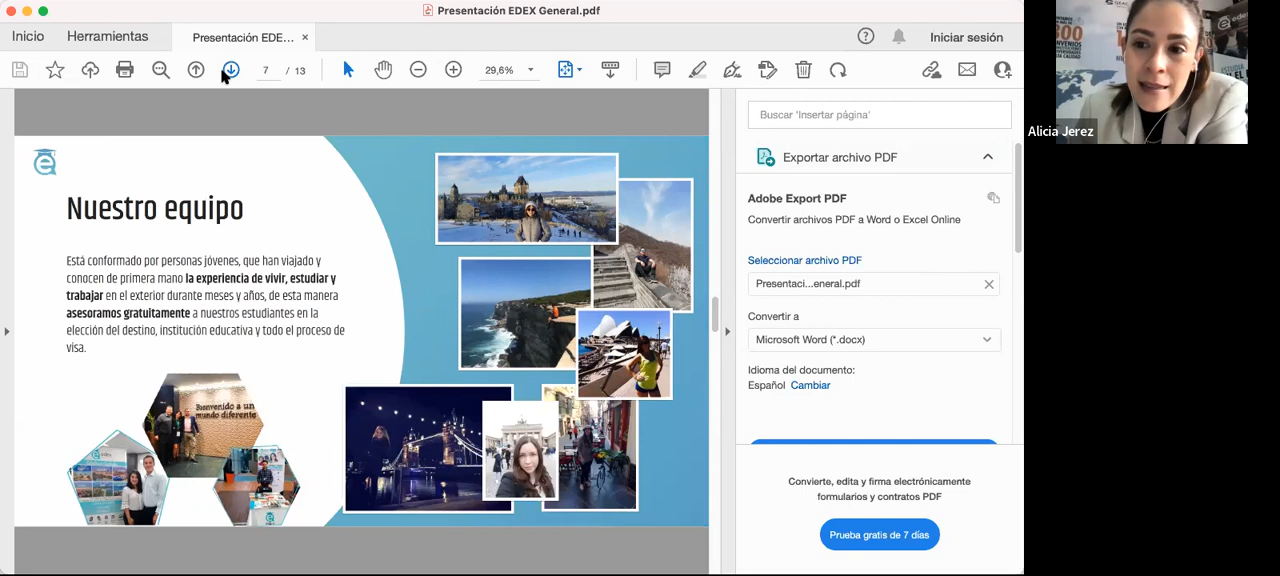 Presentación EDEX General.pdf
Inicio
Herramientas
Presentación EDE... ×
Iniciar sesión
7 / 13
29,6%
Buscar 'Insertar página'
Exportar archivo PDF
Adobe Export PDF
Convertir archivos PDF a Word o Excel Online
Seleccionar archivo PDF
Presentaci...eneral.pdf
Convertir a
Microsoft Word (*.docx)
Idioma del documento:
Español Cambiar
Convierte, edita y firma electrónicamente
formularios y contratos PDF
Prueba gratis de 7 días
Nuestro equipo
Está conformado por personas jóvenes, que han viajado y
conocen de primera mano la experiencia de vivir, estudiar y
trabajar en el exterior durante meses y años, de esta manera
asesoramos gratuitamente a nuestros estudiantes en la
elección del destino, institución educativa y todo el proceso de
visa.
Bienvenido a un
mundo diferente
edex
Alicia Jerez
CONVENIOS